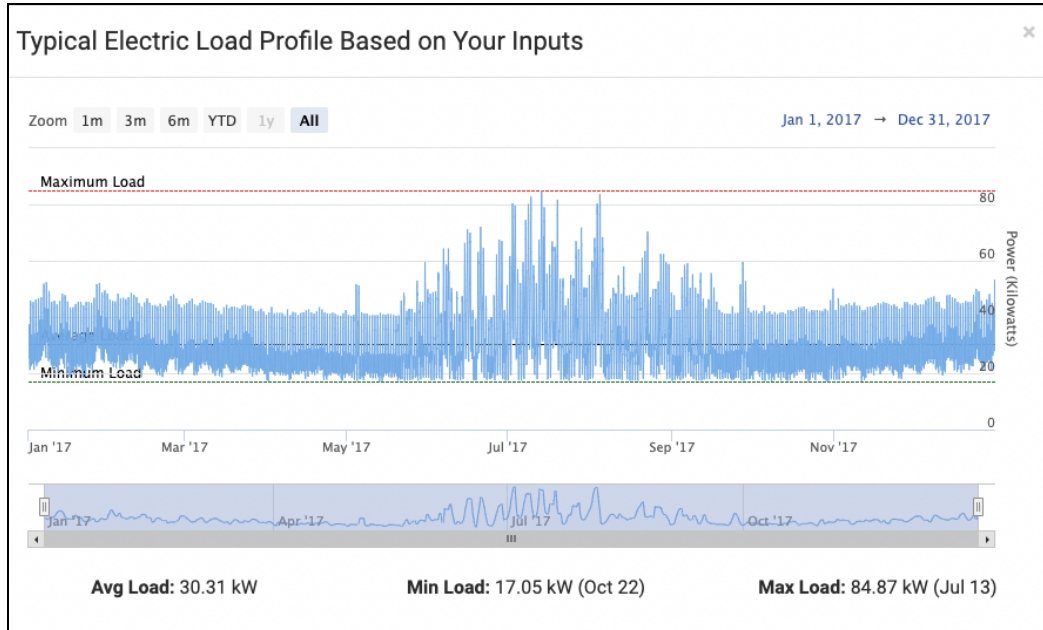 Typical Electric Load Profile Based on Your Inputs
×
Zoom 1m 3m 6m YTD 1y All
Jan 1, 2017 → Dec 31, 2017
Maximum Load
80
60
40
Average Load
Minimum Load
20
0
Power (Kilowatts)
Jan '17 Mar '17 May '17 Jul '17 Sep '17 Nov '17
Jan '17 Apr '17 Jul '17 Oct '17
Avg Load: 30.31 kW Min Load: 17.05 kW (Oct 22) Max Load: 84.87 kW (Jul 13)